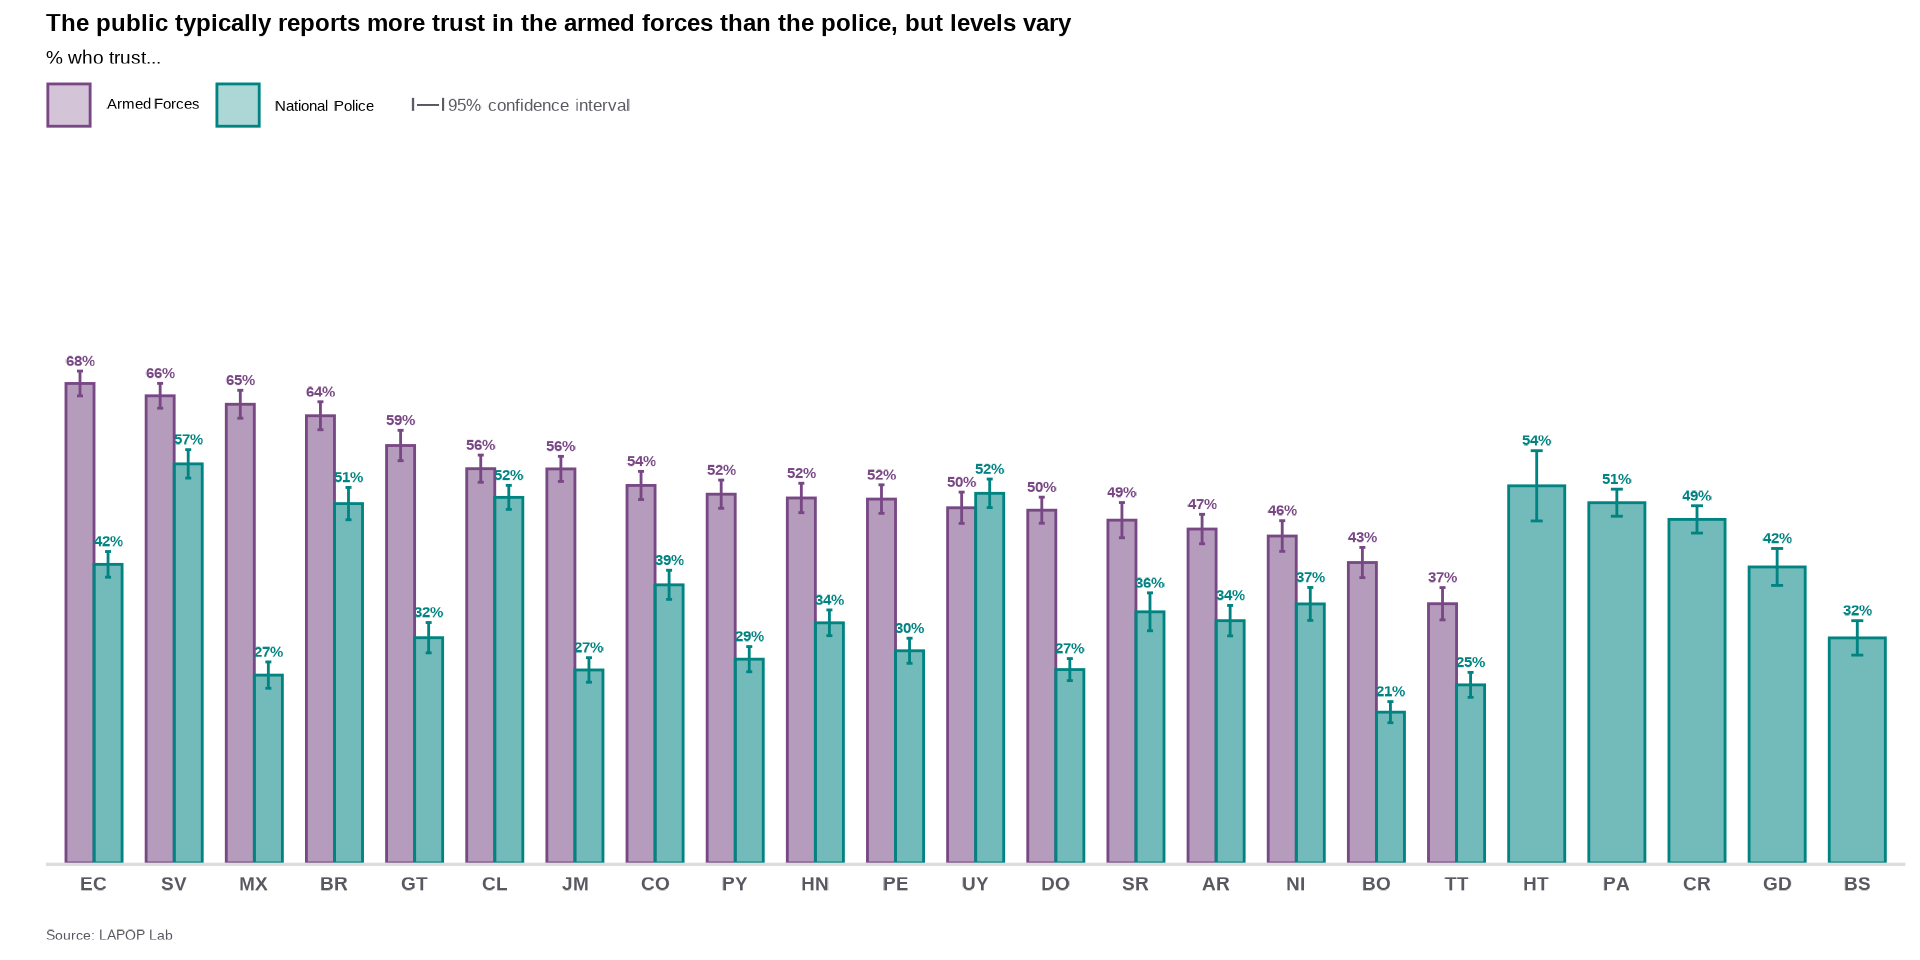 The public typically reports more trust in the armed forces than the police, but levels vary
% who trust...
Armed Forces National Police 95% confidence interval
68% 42% 66% 57% 65% 27% 64% 51% 59% 32% 56% 52% 56% 27% 54% 39% 52% 29% 52% 34% 52% 30% 50% 52% 50% 27% 49% 36% 47% 34% 46% 37% 43% 21% 37% 25% 54% 51% 49% 42% 32%
EC SV MX BR GT CL JM CO PY HN PE UY DO SR AR NI BO TT HT PA CR GD BS
Source: LAPOP Lab